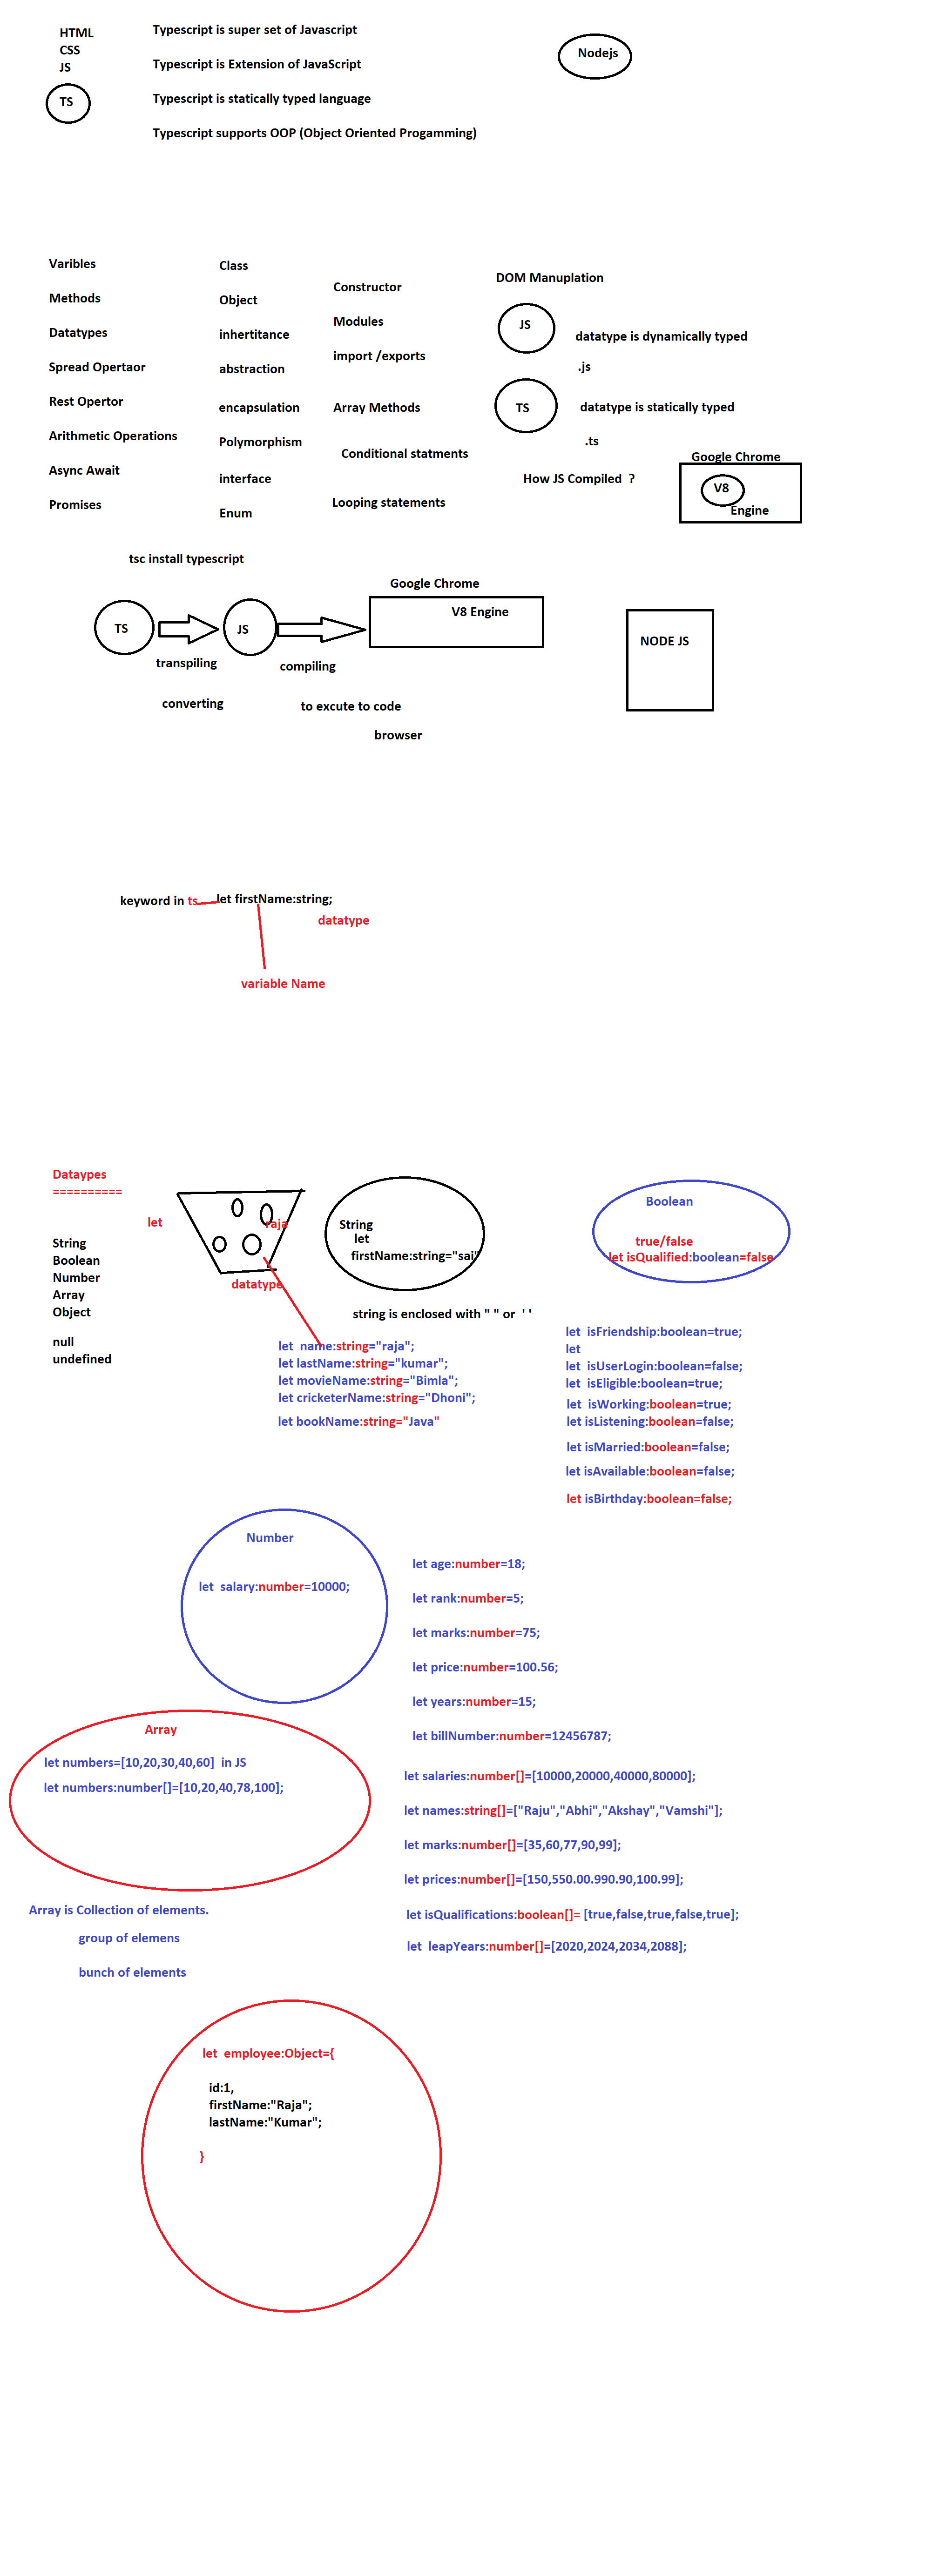 HTML
CSS
JS
TS
Typescript is super set of Javascript
Typescript is Extension of JavaScript
Typescript is statically typed language
Typescript supports OOP (Object Oriented Progamming)
Nodejs
Varibles
Methods
Datatypes
Spread Opertaor
Rest Opertor
Arithmetic Operations
Async Await
Promises
Class
Object
inhertitance
abstraction
encapsulation
Polymorphism
interface
Enum
Constructor
Modules
import /exports
Array Methods
Conditional statments
Looping statements
DOM Manuplation
JS
datatype is dynamically typed
.js
TS
datatype is statically typed
.ts
How JS Compiled  ?
Google Chrome
V8
Engine
tsc install typescript
TS
transpiling
converting
JS
compiling
to excute to code
browser
Google Chrome
V8 Engine
NODE JS
keyword in ts
let firstName:string;
datatype
variable Name
Dataypes
==========
String
Boolean
Number
Array
Object
null
undefined
let
raja
datatype
String
let
firstName:string="sai"
string is enclosed with " " or  ' '
let  name:string="raja";
let lastName:string="kumar";
let movieName:string="Bimla";
let cricketerName:string="Dhoni";
let bookName:string="Java"
Boolean
true/false
let isQualified:boolean=false
let  isFriendship:boolean=true;
let
let  isUserLogin:boolean=false;
let  isEligible:boolean=true;
let  isWorking:boolean=true;
let isListening:boolean=false;
let isMarried:boolean=false;
let isAvailable:boolean=false;
let isBirthday:boolean=false;
Number
let  salary:number=10000;
let age:number=18;
let rank:number=5;
let marks:number=75;
let price:number=100.56;
let years:number=15;
let billNumber:number=12456787;
Array
let numbers=[10,20,30,40,60]  in JS
let numbers:number[]=[10,20,40,78,100];
let salaries:number[]=[10000,20000,40000,80000];
let names:string[]=["Raju","Abhi","Akshay","Vamshi"];
let marks:number[]=[35,60,77,90,99];
let prices:number[]=[150,550.00.990.90,100.99];
let isQualifications:boolean[]= [true,false,true,false,true];
let  leapYears:number[]=[2020,2024,2034,2088];
Array is Collection of elements.
group of elemens
bunch of elements
let  employee:Object={
id:1,
firstName:"Raja";
lastName:"Kumar";
}